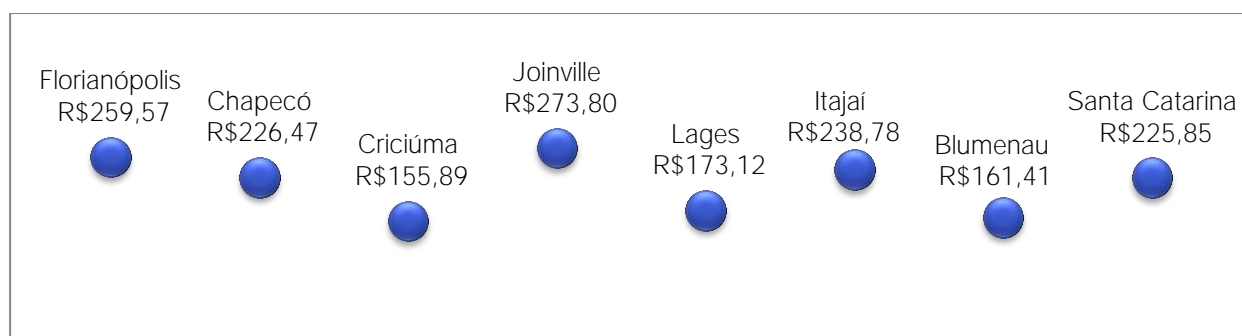 Florianópolis
R$259,57
Chapecó
R$226,47
Criciúma
R$155,89
Joinville
R$273,80
Lages
R$173,12
Itajaí
R$238,78
Blumenau
R$161,41
Santa Catarina
R$225,85